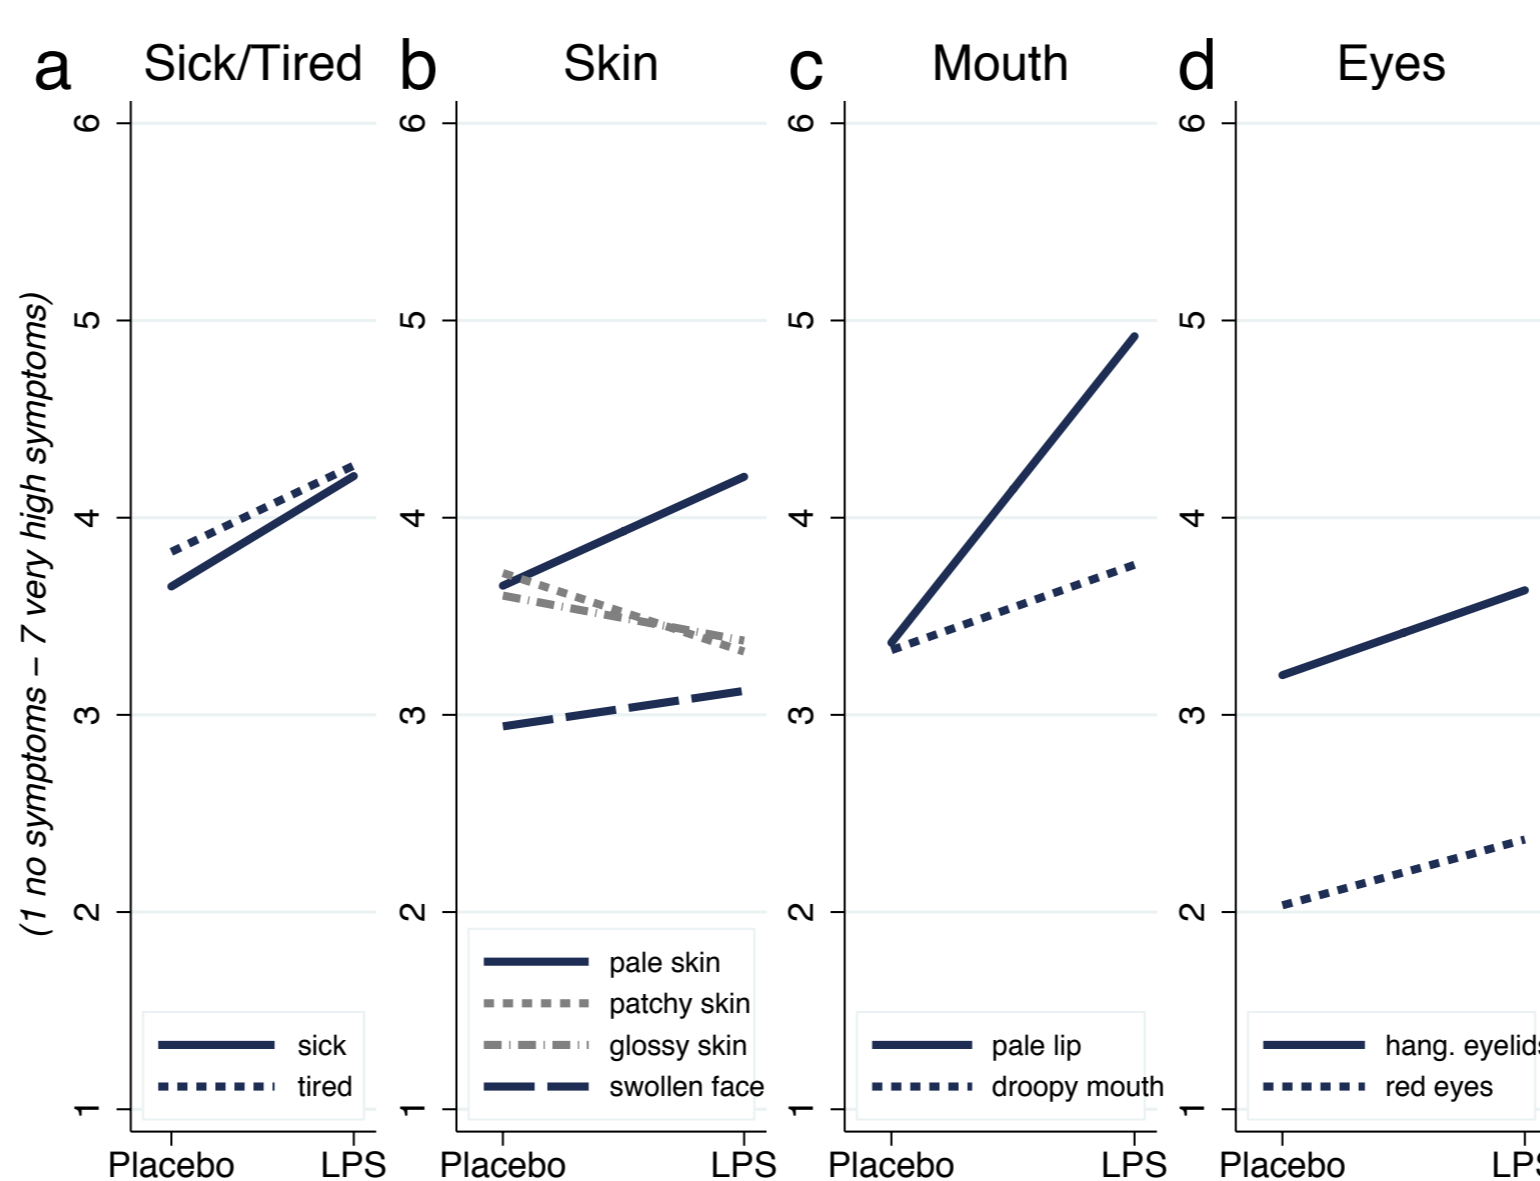 a Sick/Tired b Skin c Mouth d Eyes
(1 no symptoms – 7 very high symptoms)
6 6 6 6
5 5 5 5
4 4 4 4
3 3 3 3
2 2 2 2
1 1 1 1
sick
tired
pale skin
patchy skin
glossy skin
swollen face
pale lip
droopy mouth
hang. eyelids
red eyes
Placebo LPS Placebo LPS Placebo LPS Placebo LPS